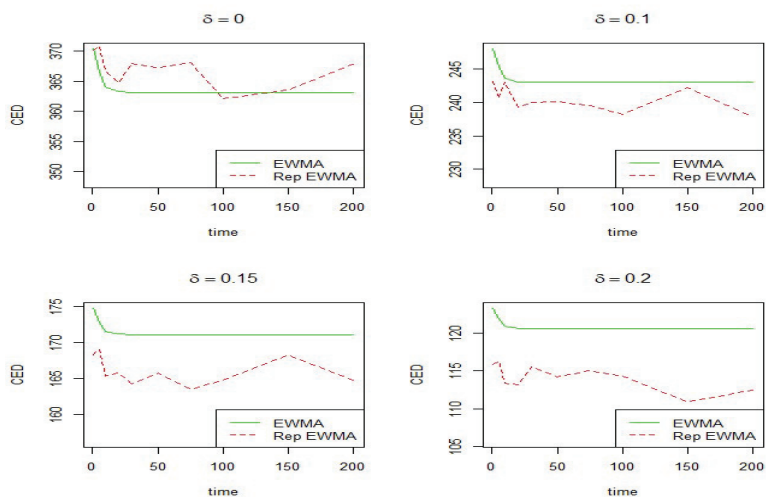 δ = 0
CED
370
365
360
355
350
EWMA
Rep EWMA
0
50
100
150
200
time
δ = 0.1
CED
245
240
235
230
EWMA
Rep EWMA
0
50
100
150
200
time
δ = 0.15
CED
175
170
165
160
EWMA
Rep EWMA
0
50
100
150
200
time
δ = 0.2
CED
120
115
110
105
EWMA
Rep EWMA
0
50
100
150
200
time